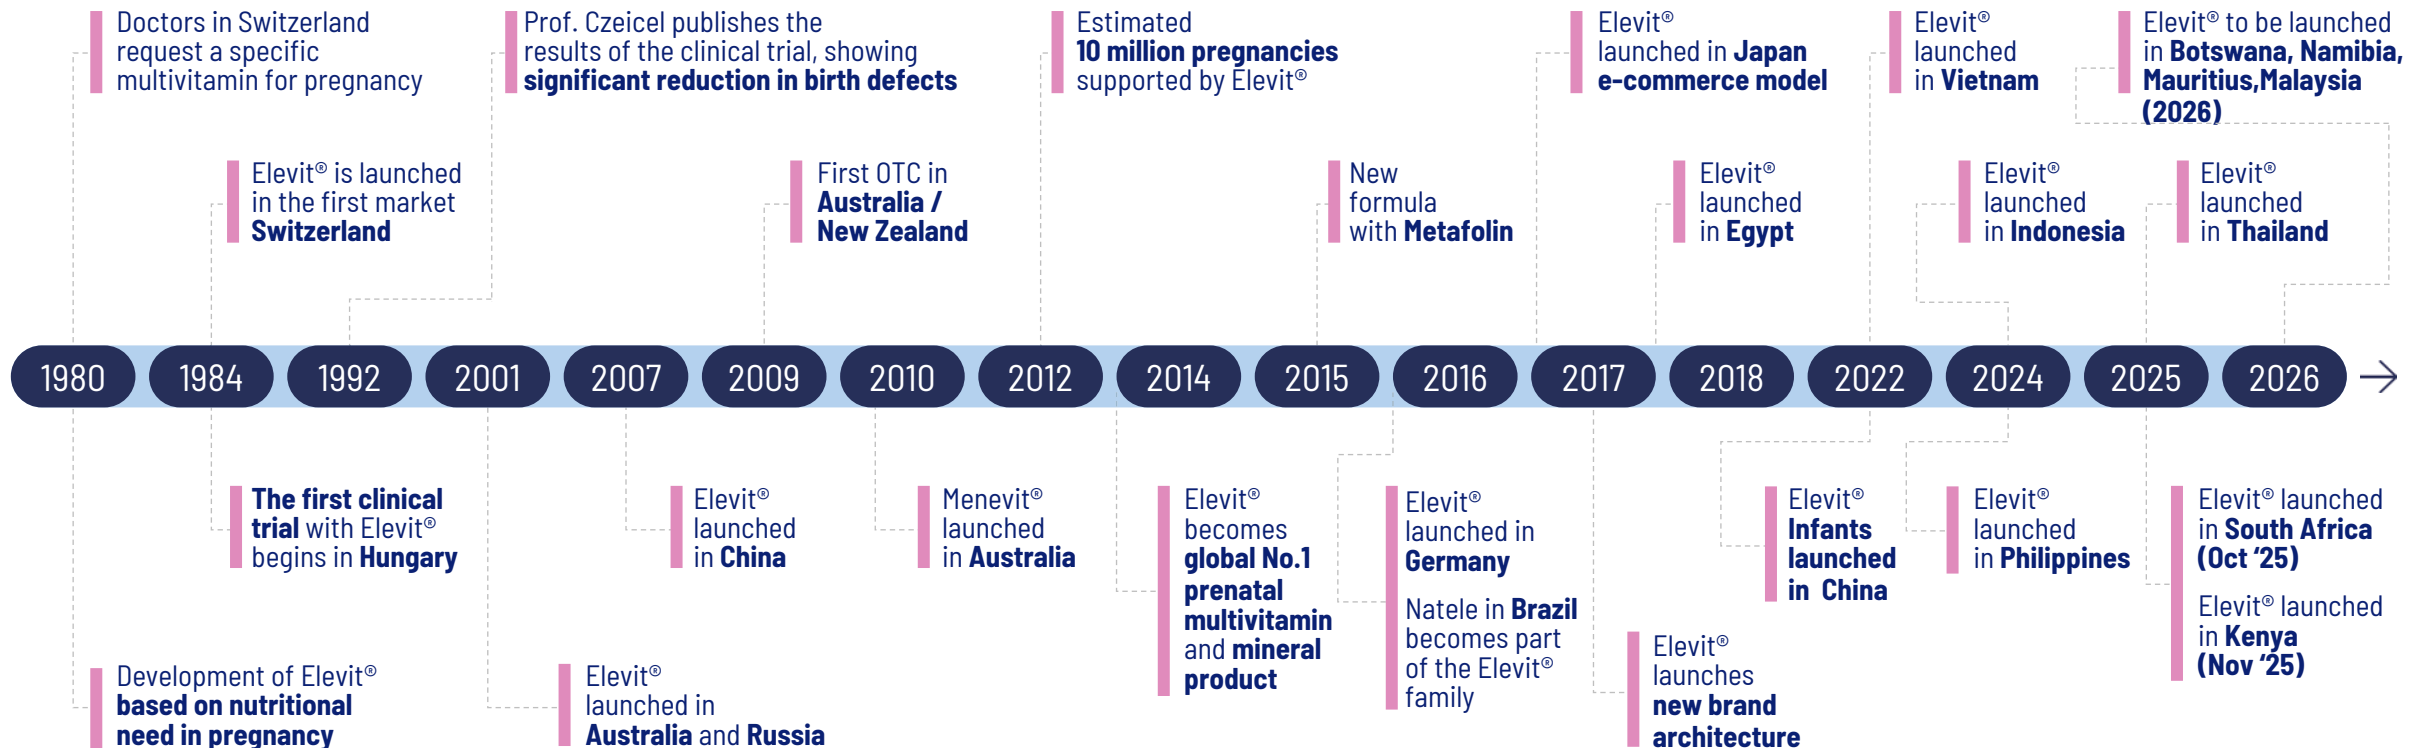 Doctors in Switzerland
request a specific
multivitamin for pregnancy
Prof. Czeicel publishes the
results of the clinical trial, showing
significant reduction in birth defects
Estimated
10 million pregnancies
supported by Elevit®
Elevit®
launched in Japan
e-commerce model
Elevit®
launched
in Vietnam
Elevit® to be launched
in Botswana, Namibia,
Mauritius,Malaysia
(2026)
Elevit® is launched
in the first market
Switzerland
First OTC in
Australia /
New Zealand
New
formula
with Metafolin
Elevit®
launched
in Egypt
Elevit®
launched
in Indonesia
Elevit®
launched
in Thailand
1980 1984 1992 2001 2007 2009 2010 2012 2014 2015 2016 2017 2018 2022 2024 2025 2026
The first clinical
trial with Elevit®
begins in Hungary
Elevit®
launched
in China
Menevit®
launched
in Australia
Elevit®
becomes
global No.1
prenatal
multivitamin
and mineral
product
Elevit®
launched in
Germany
Natele in Brazil
becomes part
of the Elevit®
family
Elevit®
Infants
launched
in China
Elevit®
launched
in Philippines
Elevit® launched
in South Africa
(Oct ‘25)
Elevit® launched
in Kenya
(Nov ‘25)
Development of Elevit®
based on nutritional
need in pregnancy
Elevit®
launched in
Australia and Russia
Elevit®
launches
new brand
architecture